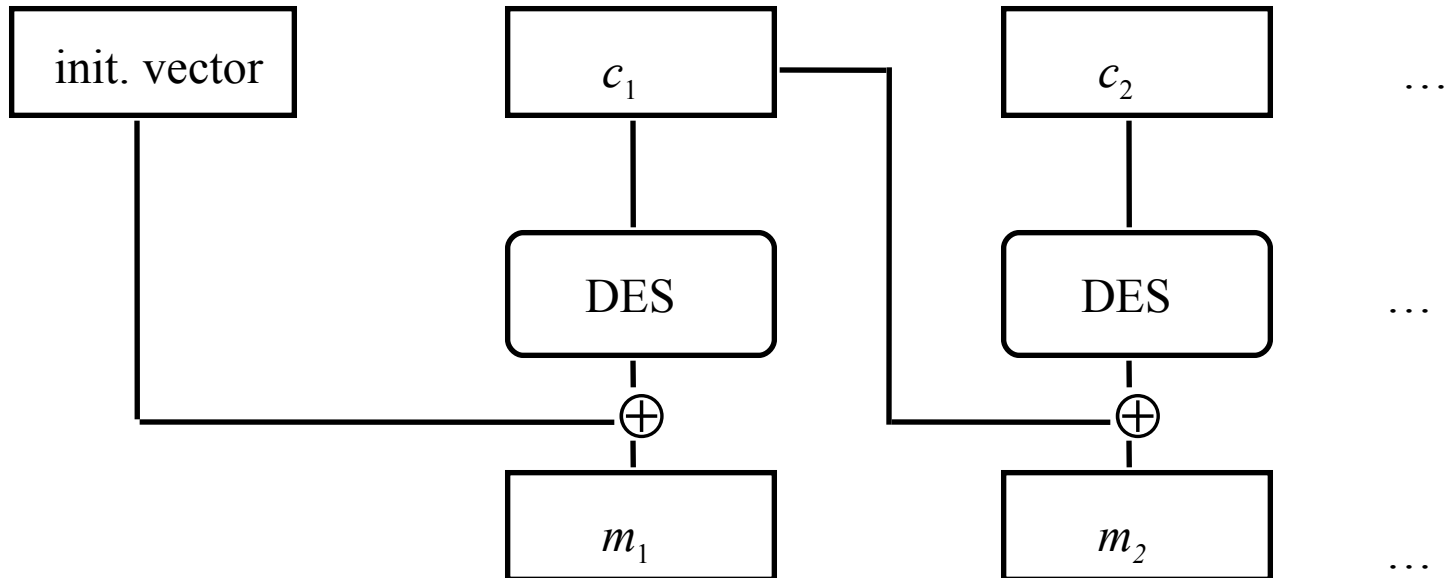 init. vector c₁ c₂ …
DES DES …
⊕ ⊕
m₁ m₂ …